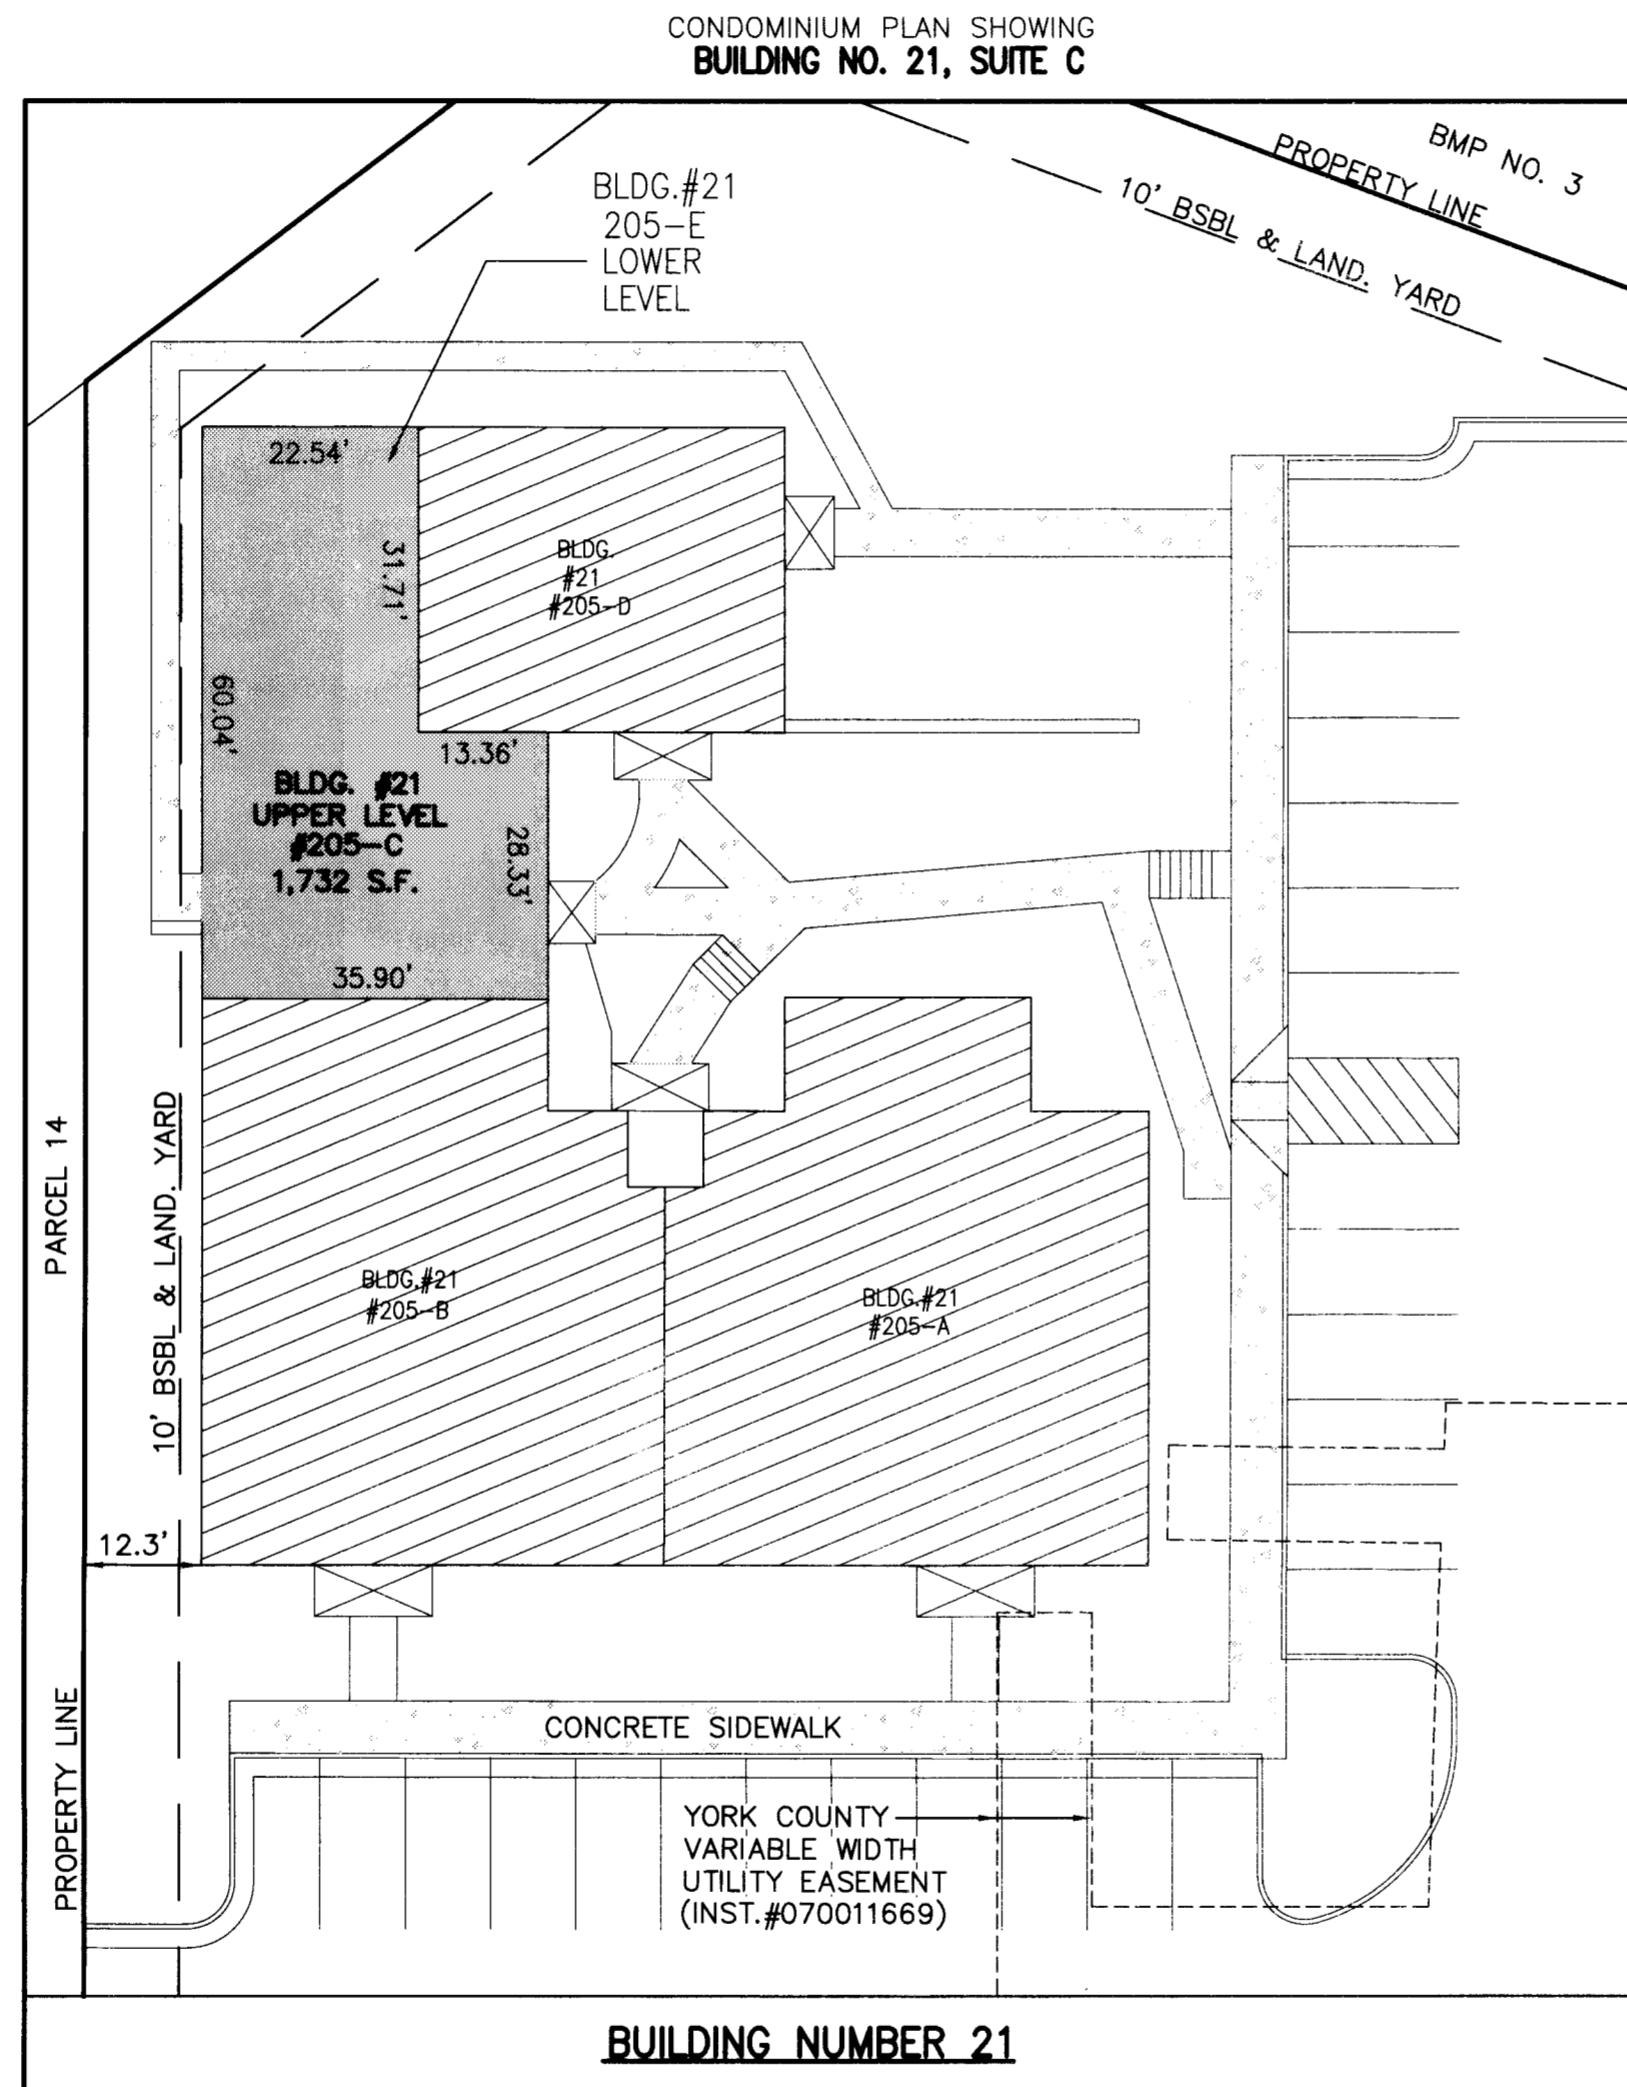 CONDOMINIUM PLAN SHOWING
BUILDING NO. 21, SUITE C
BMP NO. 3
PROPERTY LINE
10' BSBL & LAND. YARD
BLDG.#21
205-E
LOWER
LEVEL
22.54'
31.71'
BLDG.
#21
#205-D
60.04'
13.36'
BLDG. #21
UPPER LEVEL
#205-C
1,732 S.F.
28.33'
35.90'
PARCEL 14
10' BSBL & LAND. YARD
BLDG.#21
#205-B
BLDG.#21
#205-A
12.3'
PROPERTY LINE
CONCRETE SIDEWALK
YORK COUNTY
VARIABLE WIDTH
UTILITY EASEMENT
(INST.#070011669)
BUILDING NUMBER 21